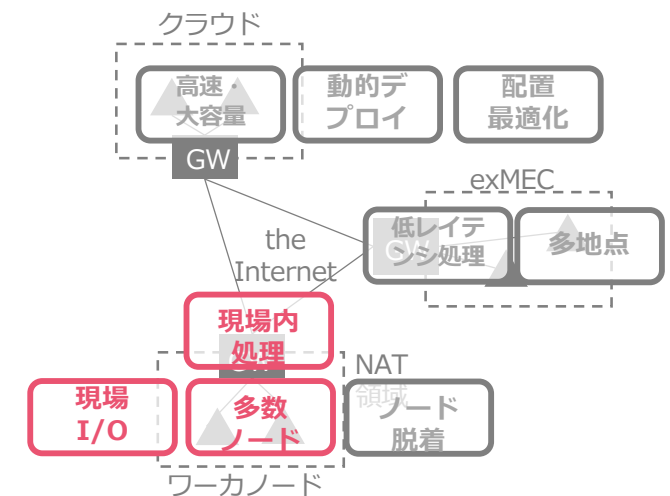 クラウド
高速・
大容量
動的デ
プロイ
配置
最適化
GW
exMEC
低レイテ
ンシ処理
GW
多地点
the
Internet
現場内
処理
GW
NAT
領域
現場
I/O
多数
ノード
ノード
脱着
ワーカノード